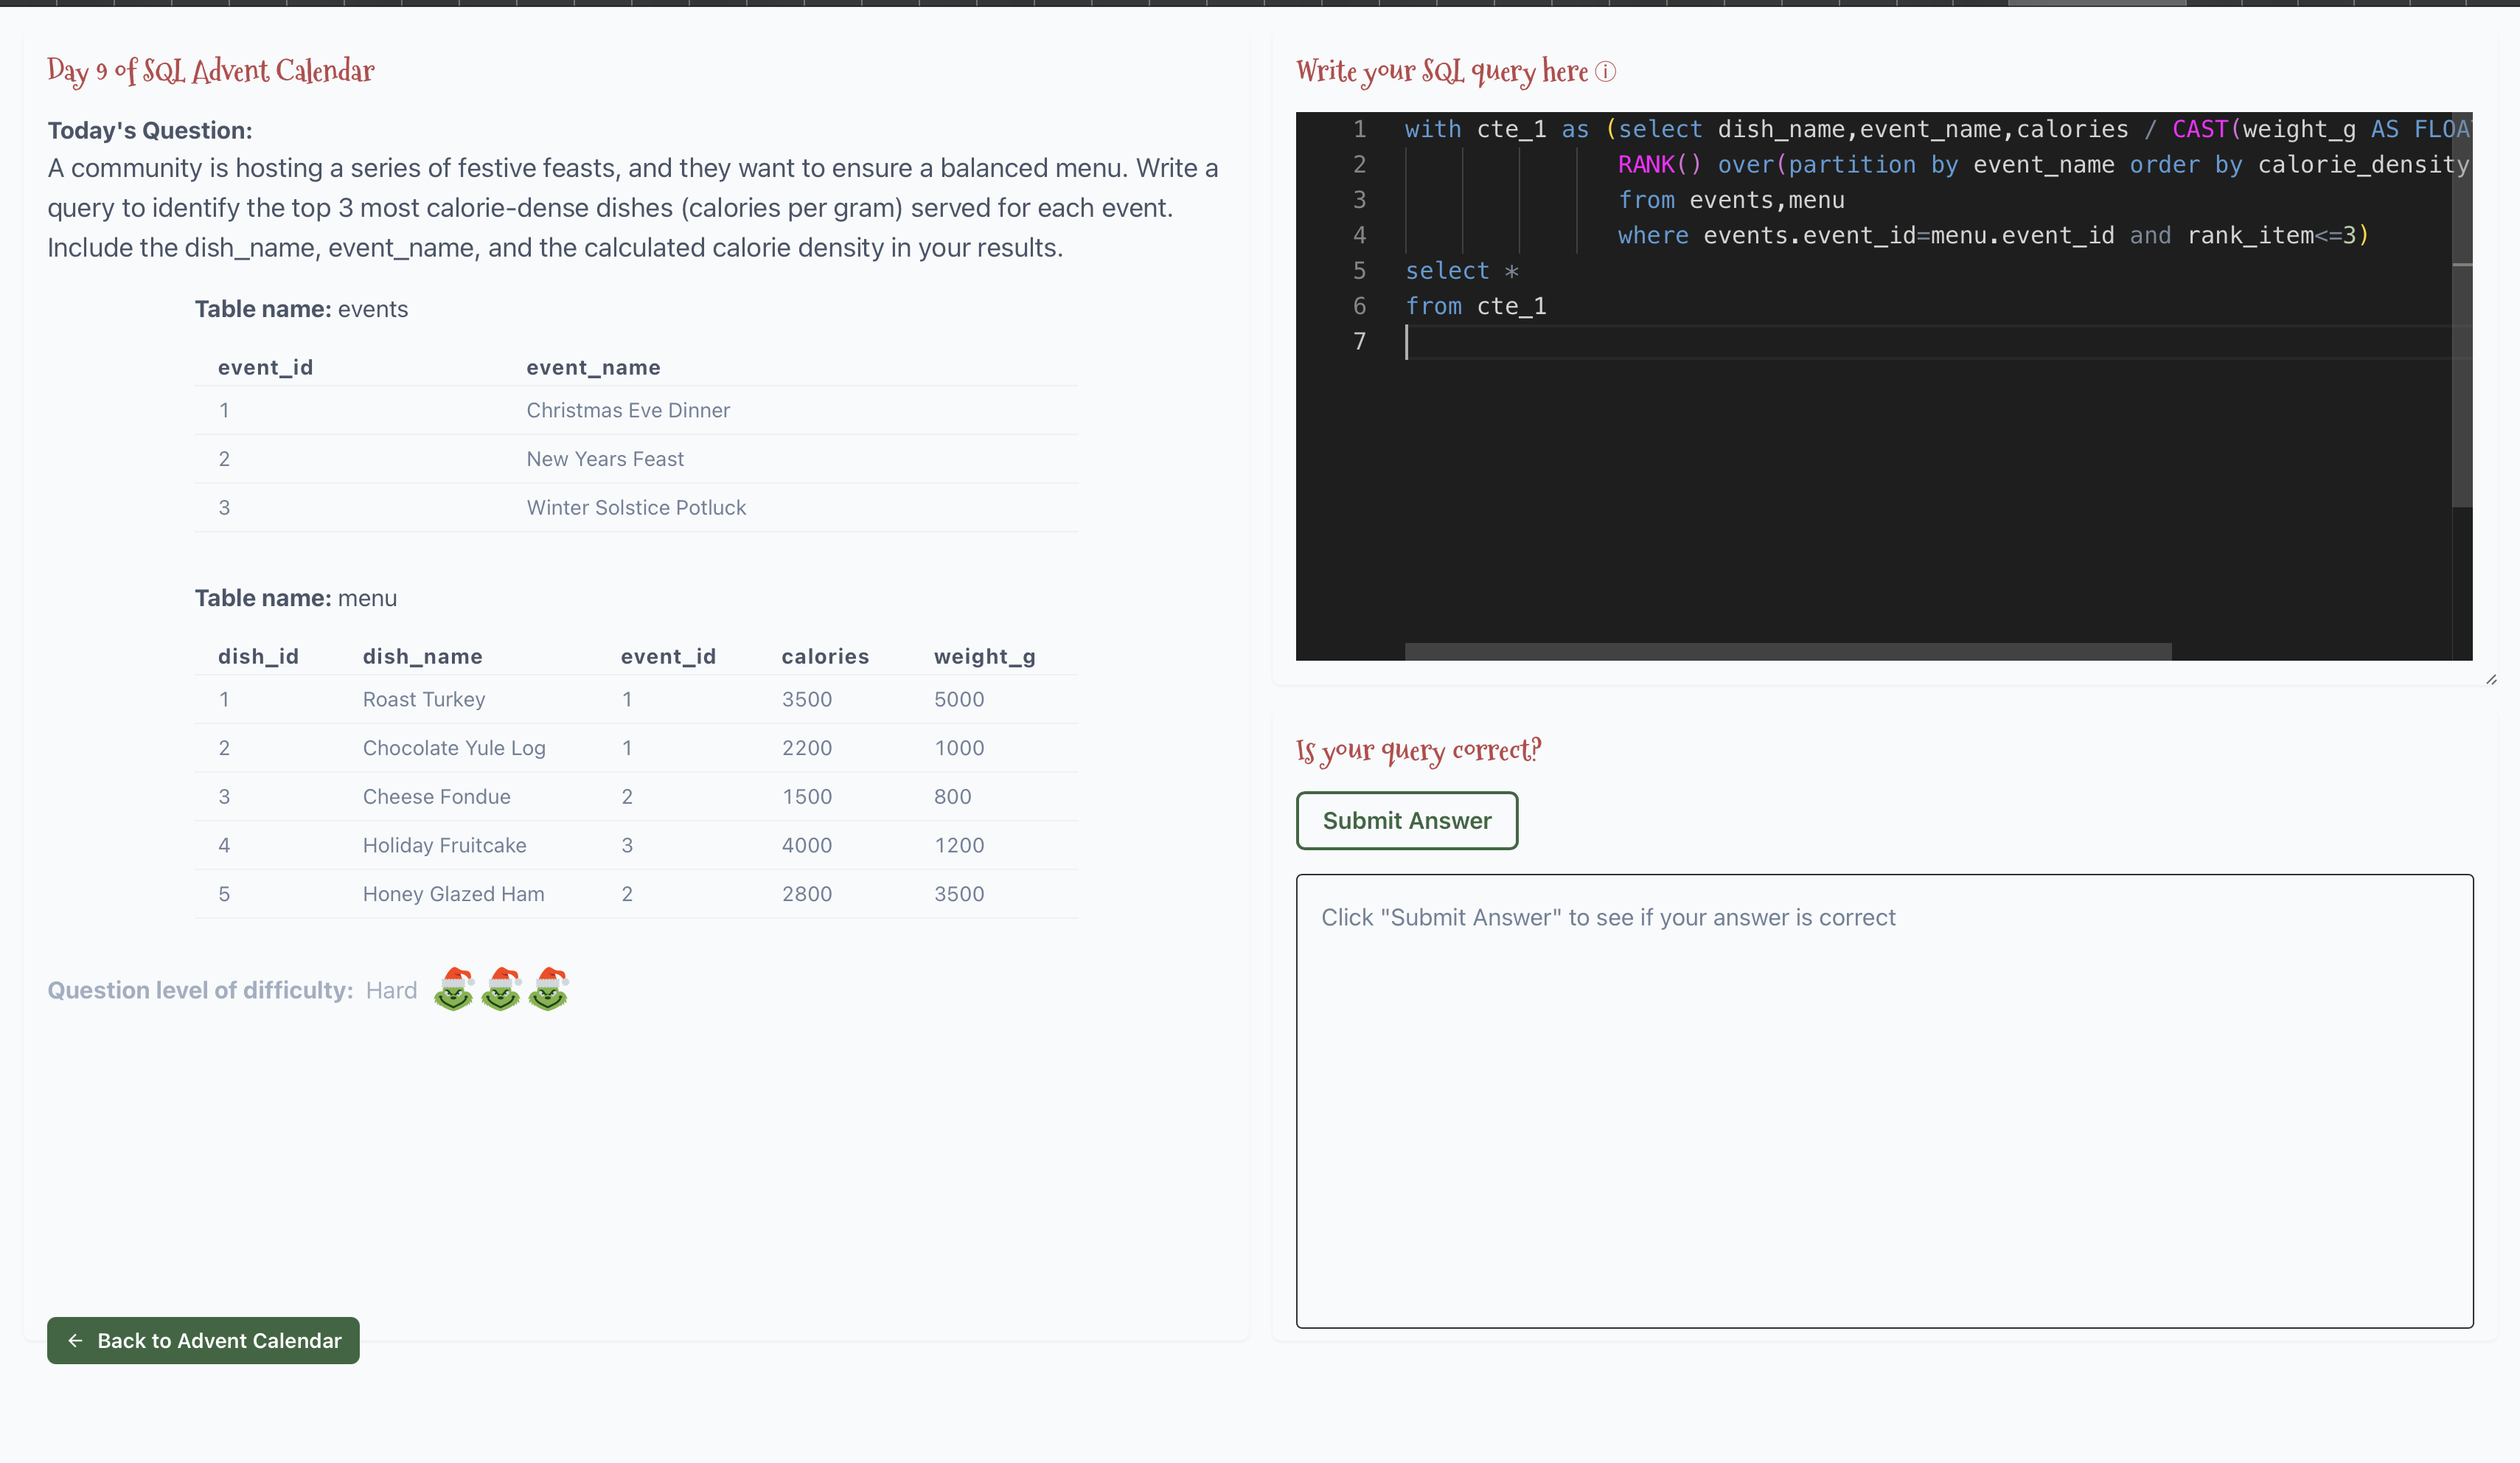 Day 9 of SQL Advent Calendar
Today's Question:
A community is hosting a series of festive feasts, and they want to ensure a balanced menu. Write a
query to identify the top 3 most calorie-dense dishes (calories per gram) served for each event.
Include the dish_name, event_name, and the calculated calorie density in your results.
Table name: events
event_id event_name
1 Christmas Eve Dinner
2 New Years Feast
3 Winter Solstice Potluck
Table name: menu
dish_id dish_name event_id calories weight_g
1 Roast Turkey 1 3500 5000
2 Chocolate Yule Log 1 2200 1000
3 Cheese Fondue 2 1500 800
4 Holiday Fruitcake 3 4000 1200
5 Honey Glazed Ham 2 2800 3500
Question level of difficulty: Hard
← Back to Advent Calendar
Write your SQL query here ⓘ
1 with cte_1 as (select dish_name,event_name,calories / CAST(weight_g AS FLOA
2 RANK() over(partition by event_name order by calorie_density
3 from events,menu
4 where events.event_id=menu.event_id and rank_item<=3)
5 select *
6 from cte_1
7
Is your query correct?
Submit Answer
Click "Submit Answer" to see if your answer is correct